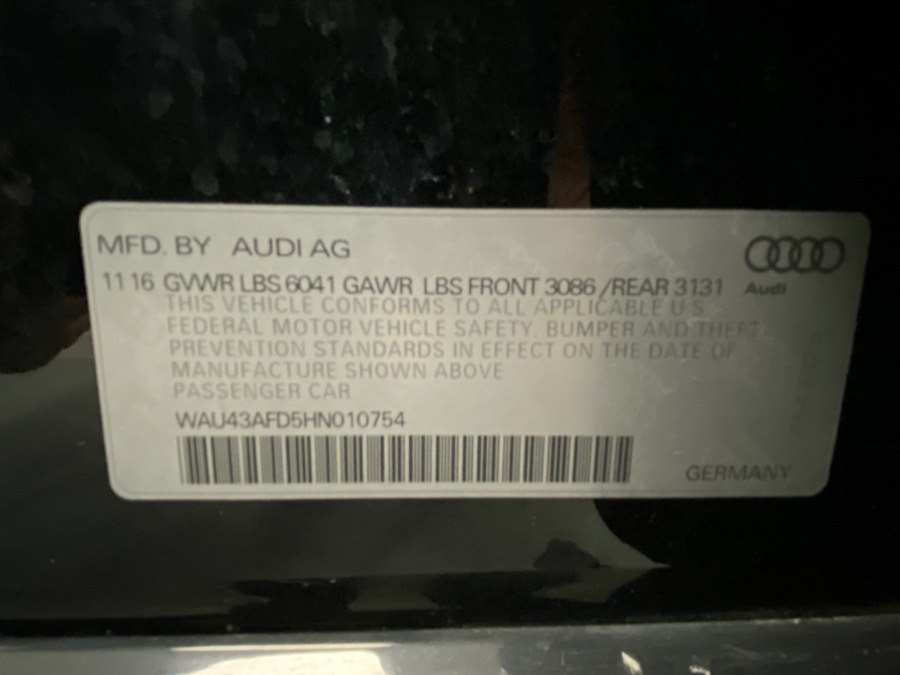 MFD. BY AUDI AG
11 16 GVWR LBS 6041 GAWR LBS FRONT 3086 /REAR 3131
Audi
THIS VEHICLE CONFORMS TO ALL APPLICABLE U S
FEDERAL MOTOR VEHICLE SAFETY, BUMPER AND THEFT
PREVENTION STANDARDS IN EFFECT ON THE DATE OF
MANUFACTURE SHOWN ABOVE
PASSENGER CAR
WAU43AFD5HN010754
GERMANY